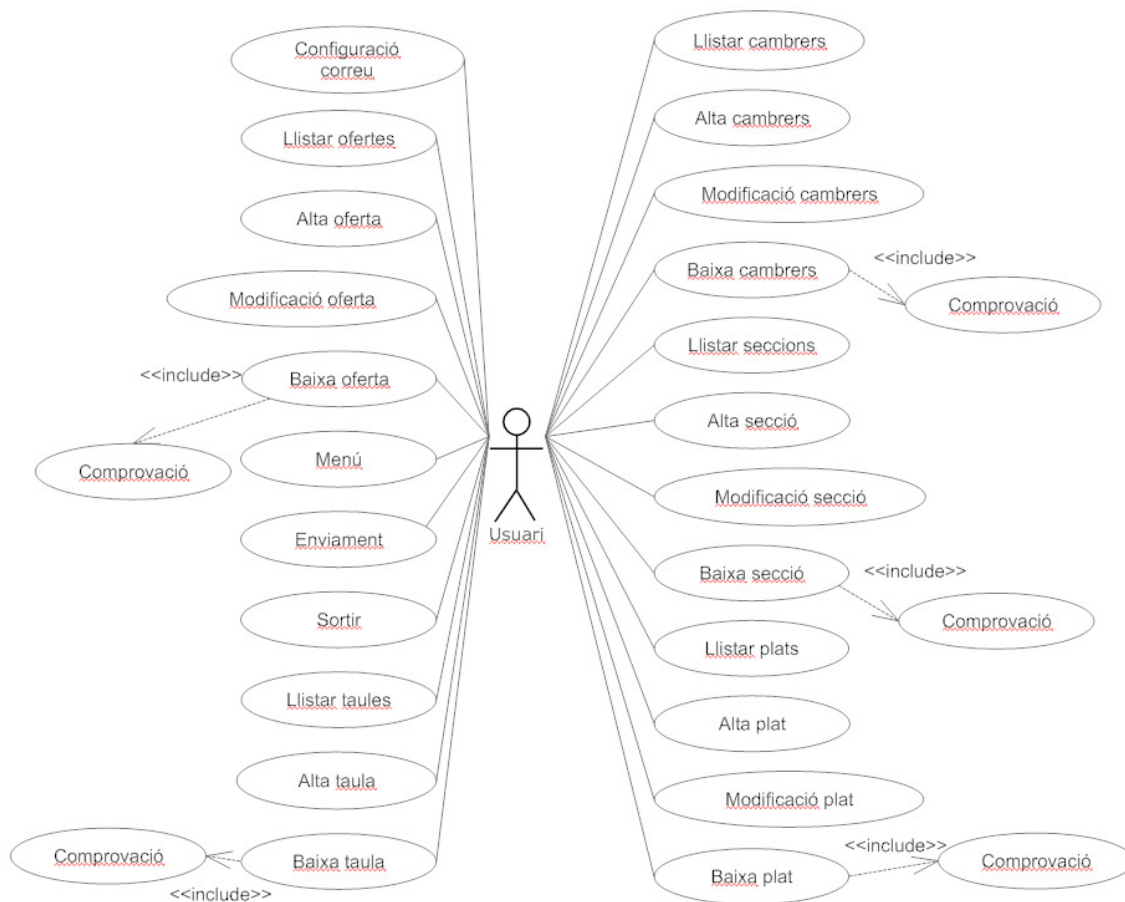 Configuració
correu
Llistar ofertes
Alta oferta
Modificació oferta
<<include>>
Baixa oferta
Comprovació
Menú
Enviament
Sortir
Llistar taules
Alta taula
Comprovació
Baixa taula
<<include>>
Usuari
Llistar cambrers
Alta cambrers
Modificació cambrers
<<include>>
Baixa cambrers
Comprovació
Llistar seccions
Alta secció
Modificació secció
<<include>>
Baixa secció
Comprovació
Llistar plats
Alta plat
Modificació plat
<<include>>
Comprovació
Baixa plat